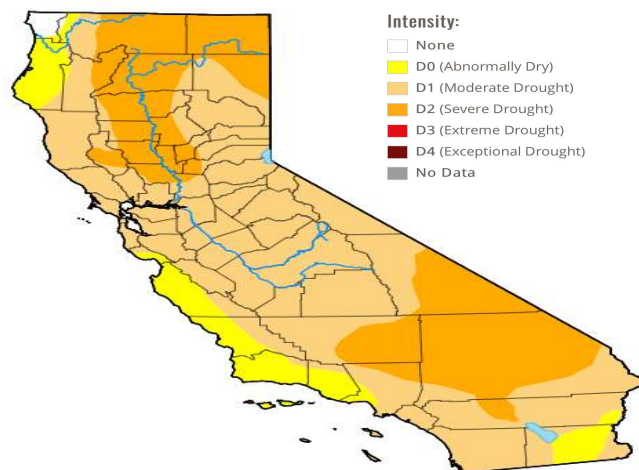 Intensity:
None
D0 (Abnormally Dry)
D1 (Moderate Drought)
D2 (Severe Drought)
D3 (Extreme Drought)
D4 (Exceptional Drought)
No Data